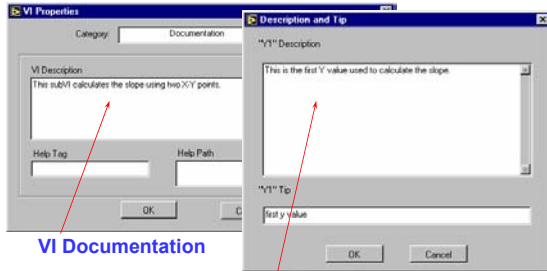 VI Properties
Category: Documentation
VI Description
This subVI calculates the slope using two X-Y points.
Help Tag
Help Path
OK
C
VI Documentation
Description and Tip
"Y1" Description
This is the first Y value used to calculate the slope.
"Y1" Tip
first y value
OK
Cancel